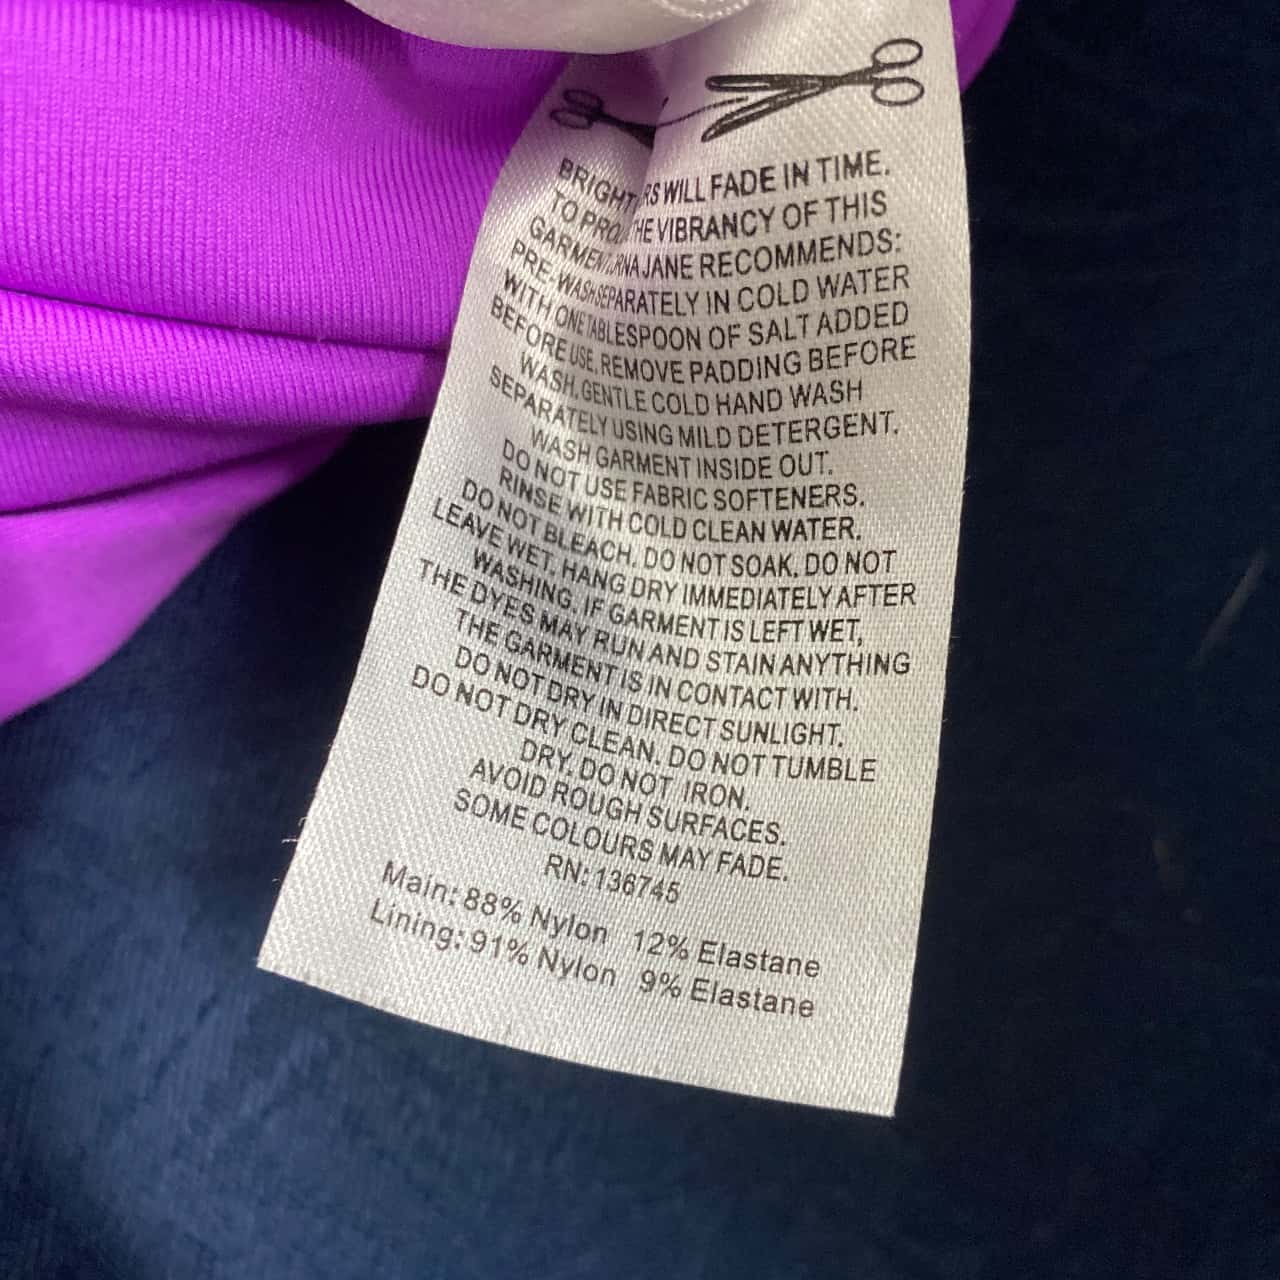 BRIGHT RS WILL FADE IN TIME.
TO PRO HE VIBRANCY OF THIS
GARMEN RNA JANE RECOMMENDS:
PRE-WASH SEPARATELY IN COLD WATER
WITH ONE TABLESPOON OF SALT ADDED
BEFORE USE. REMOVE PADDING BEFORE
WASH. GENTLE COLD HAND WASH
SEPARATELY USING MILD DETERGENT.
WASH GARMENT INSIDE OUT.
DO NOT USE FABRIC SOFTENERS.
RINSE WITH COLD CLEAN WATER.
DO NOT BLEACH. DO NOT SOAK. DO NOT
LEAVE WET. HANG DRY IMMEDIATELY AFTER
WASHING. IF GARMENT IS LEFT WET,
THE DYES MAY RUN AND STAIN ANYTHING
THE GARMENT IS IN CONTACT WITH.
DO NOT DRY IN DIRECT SUNLIGHT.
DO NOT DRY CLEAN. DO NOT TUMBLE
DRY. DO NOT IRON.
AVOID ROUGH SURFACES.
SOME COLOURS MAY FADE.
RN: 136745
Main: 88% Nylon 12% Elastane
Lining: 91% Nylon 9% Elastane